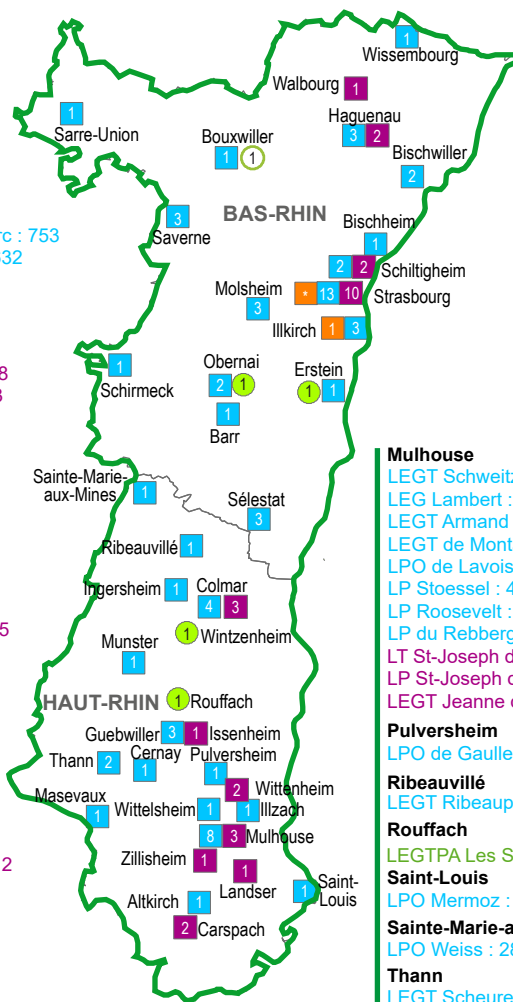 Wissembourg
1
Walbourg
1
Sarre-Union
1
Haguenau
3 2
Bouxwiller
1 1
Bischwiller
2
BAS-RHIN
Saverne
3
rc : 753
Bischheim
1
2 2 Schiltigheim
* 13 10 Strasbourg
Molsheim
3
Illkirch 1 3
Schirmeck
1
8
Obernai
2 1
Erstein
1 1
Barr
1
Sainte-Marie-
aux-Mines
1
Sélestat
3
Ribeauvillé 1
Ingersheim 1
Colmar
4 3
1 Wintzenheim
5
Munster
1
HAUT-RHIN
1 Rouffach
Guebwiller 3 1 Issenheim
Thann 2
Cernay
1
Pulversheim
1
2 Wittenheim
Masevaux
1
Wittelsheim 1
1 Illzach
8 3 Mulhouse
Zillisheim 1
1
Landser
1 Saint-
Louis
Altkirch 1
2 Carspach
2
Mulhouse
LEGT Schweitz
LEG Lambert :
LEGT Armand
LEGT de Mont
LPO de Lavois
LP Stoessel : 4
LP Roosevelt :
LP du Rebberg
LT St-Joseph d
LP St-Joseph d
LEGT Jeanne d
Pulversheim
LPO de Gaulle
Ribeauvillé
LEGT Ribeaup
Rouffach
LEGTPA Les S
Saint-Louis
LPO Mermoz :
Sainte-Marie-a
LPO Weiss : 28
Thann
LEGT Scheure